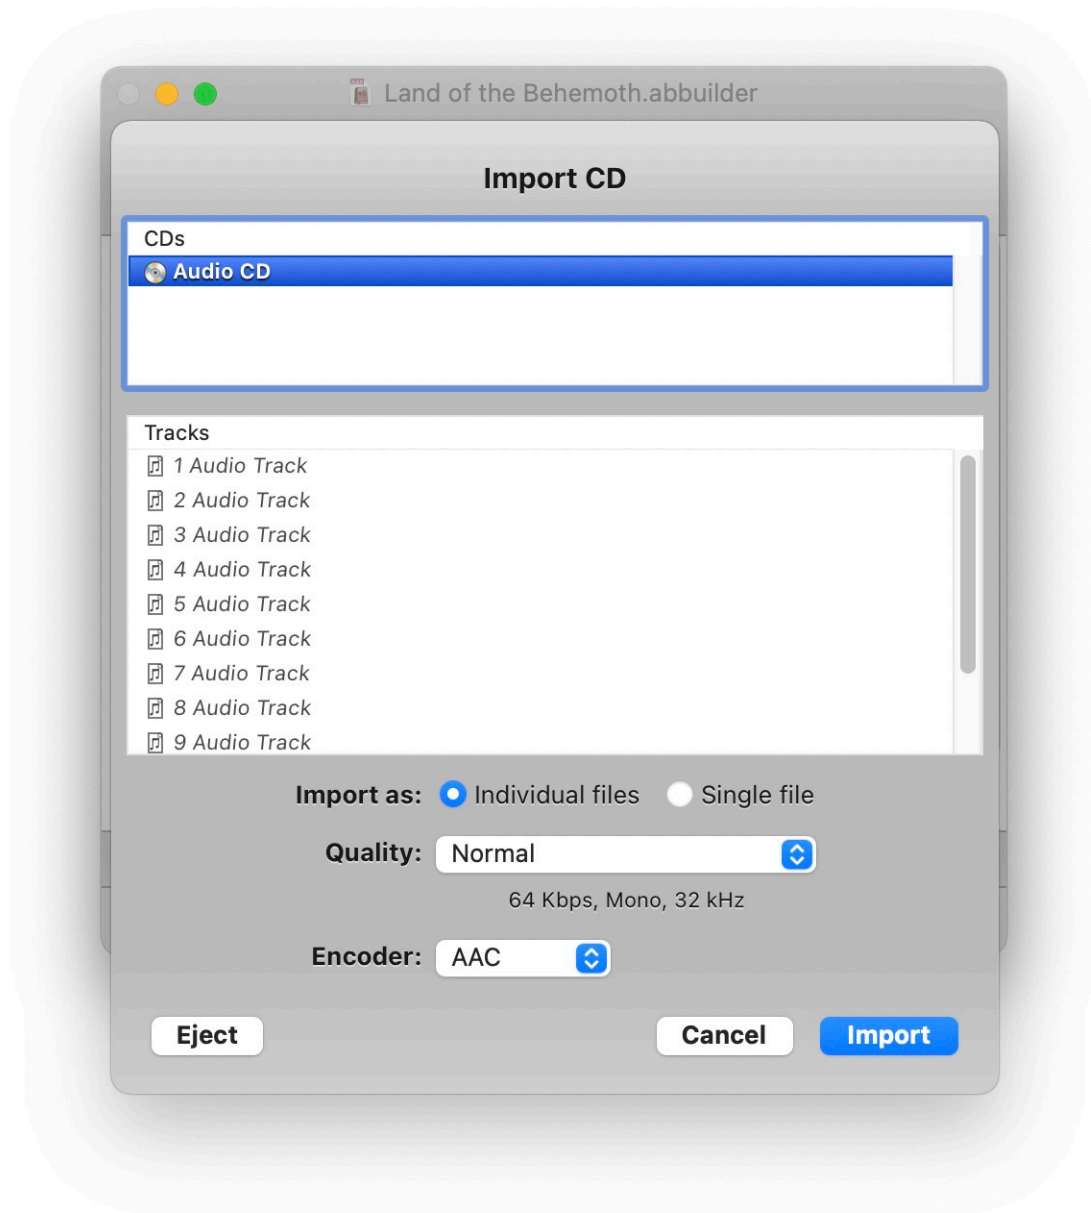 Land of the Behemoth.abbuilder
Import CD
CDs
Audio CD
Tracks
1 Audio Track
2 Audio Track
3 Audio Track
4 Audio Track
5 Audio Track
6 Audio Track
7 Audio Track
8 Audio Track
9 Audio Track
Import as: Individual files Single file
Quality: Normal
64 Kbps, Mono, 32 kHz
Encoder: AAC
Eject Cancel Import